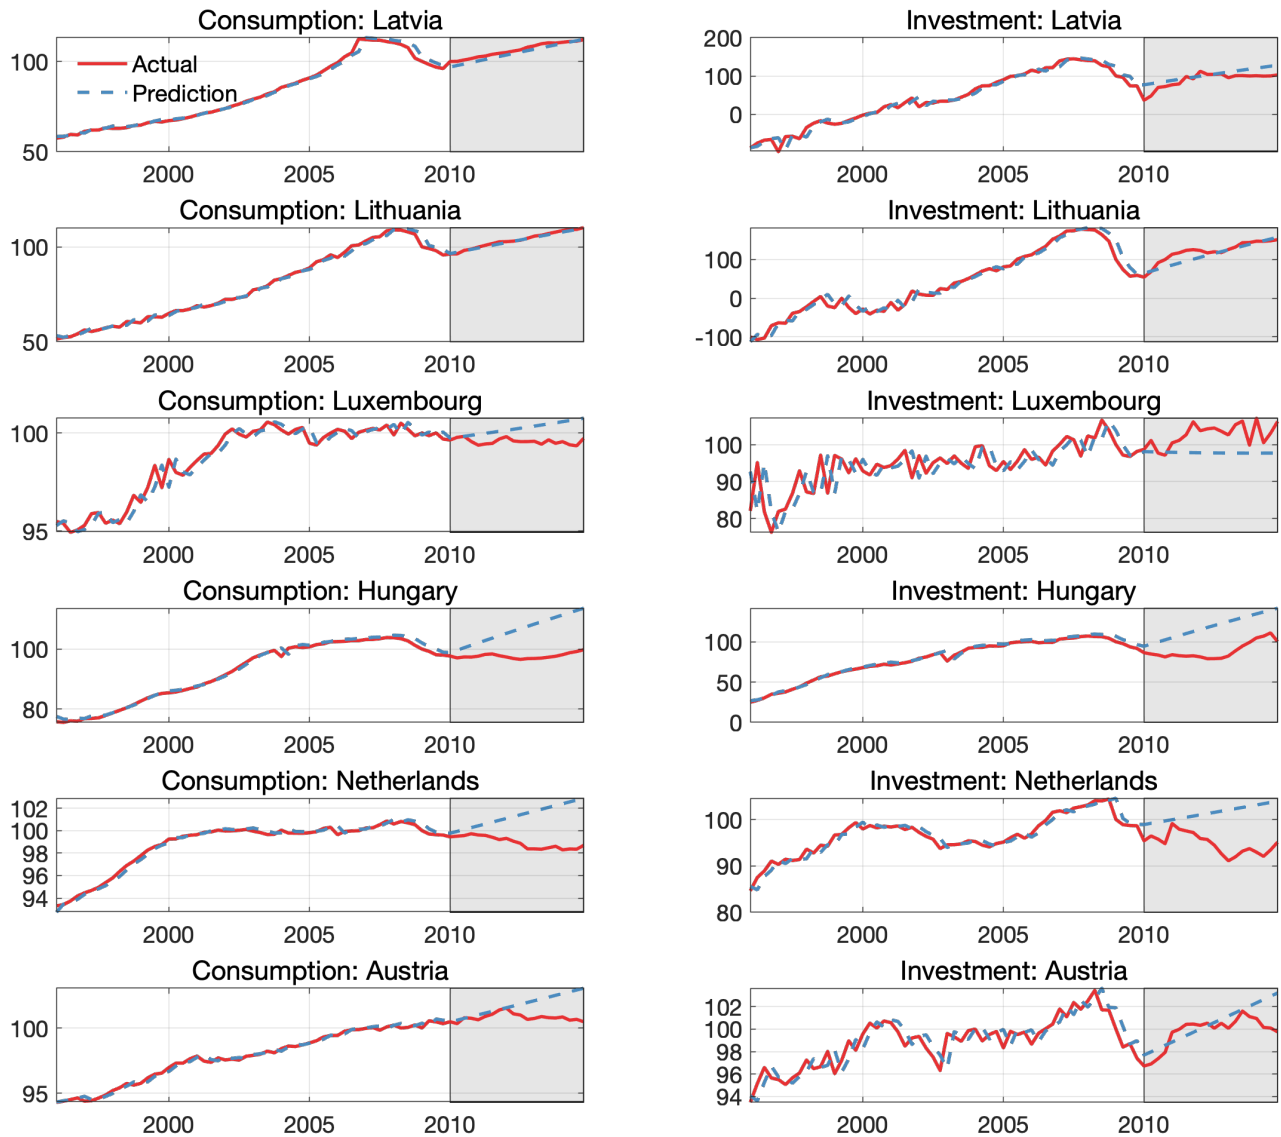 Consumption: Latvia
100
50
Actual
Prediction
2000 2005 2010
Investment: Latvia
200
100
0
2000 2005 2010
Consumption: Lithuania
100
50
2000 2005 2010
Investment: Lithuania
100
0
-100
2000 2005 2010
Consumption: Luxembourg
100
95
2000 2005 2010
Investment: Luxembourg
100
90
80
2000 2005 2010
Consumption: Hungary
100
80
2000 2005 2010
Investment: Hungary
100
50
0
2000 2005 2010
Consumption: Netherlands
102
100
98
96
94
2000 2005 2010
Investment: Netherlands
100
90
80
2000 2005 2010
Consumption: Austria
100
95
2000 2005 2010
Investment: Austria
102
100
98
96
94
2000 2005 2010